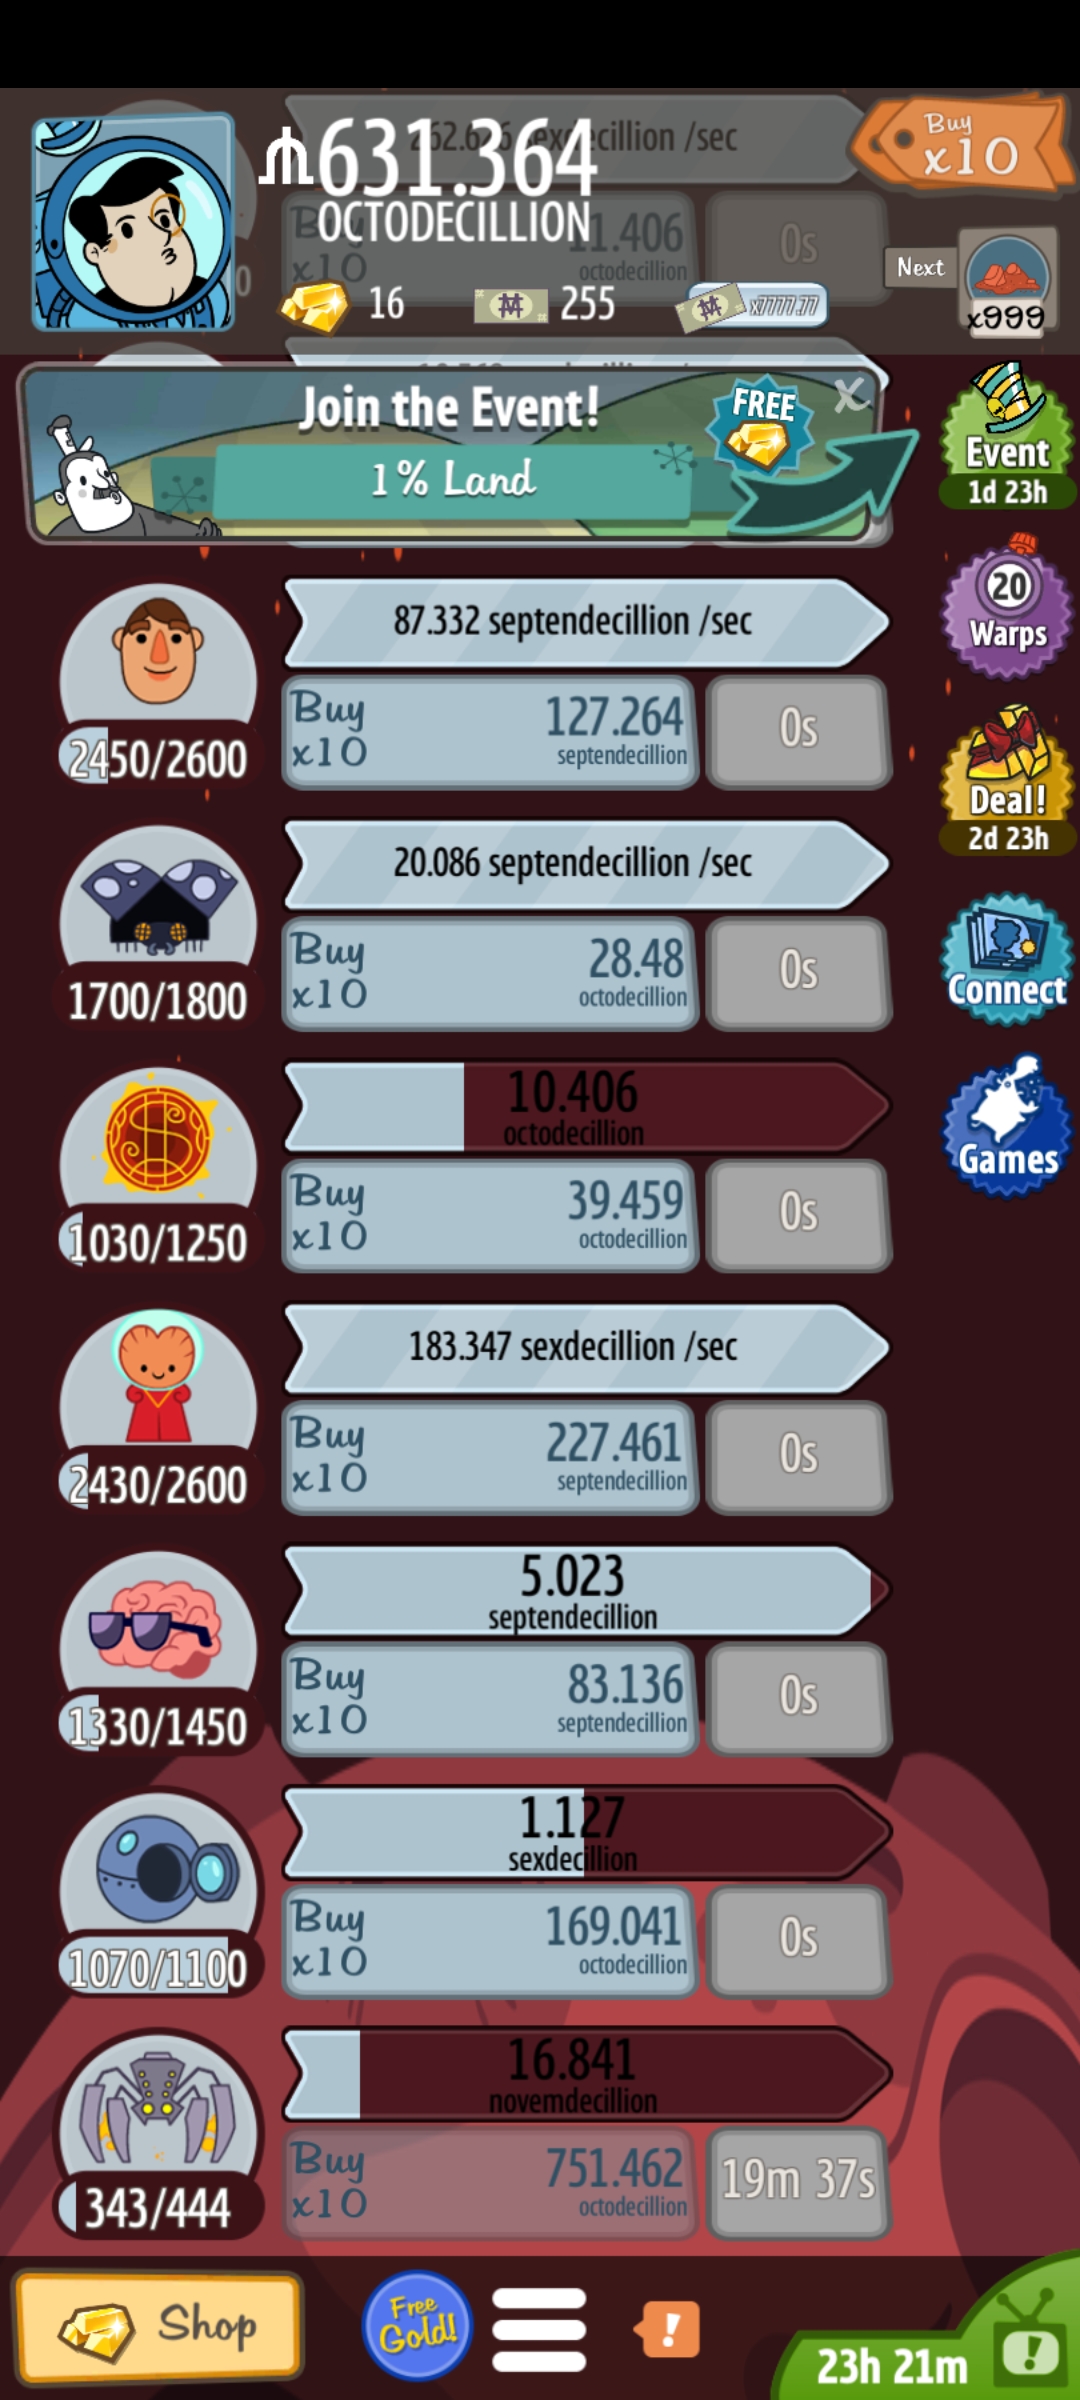 631.364
OCTODECILLION
Buy
x10
/sec
Buy
x10
11.406
octodecillion
0s
16
255
x7777.77
Next
x999
Join the Event!
FREE
X
1% Land
Event
1d 23h
87.332 septendecillion /sec
Buy
x10
127.264
septendecillion
0s
2450/2600
20
Warps
20.086 septendecillion /sec
Buy
x10
28.48
octodecillion
0s
1700/1800
Deal!
2d 23h
Connect
10.406
octodecillion
Buy
x10
39.459
octodecillion
0s
1030/1250
Games
183.347 sexdecillion /sec
Buy
x10
227.461
septendecillion
0s
2430/2600
5.023
septendecillion
Buy
x10
83.136
septendecillion
0s
1330/1450
1.127
sexdecillion
Buy
x10
169.041
octodecillion
0s
1070/1100
16.841
novemdecillion
Buy
x10
751.462
octodecillion
19m 37s
343/444
Shop
Free
Gold!
!
23h 21m
!